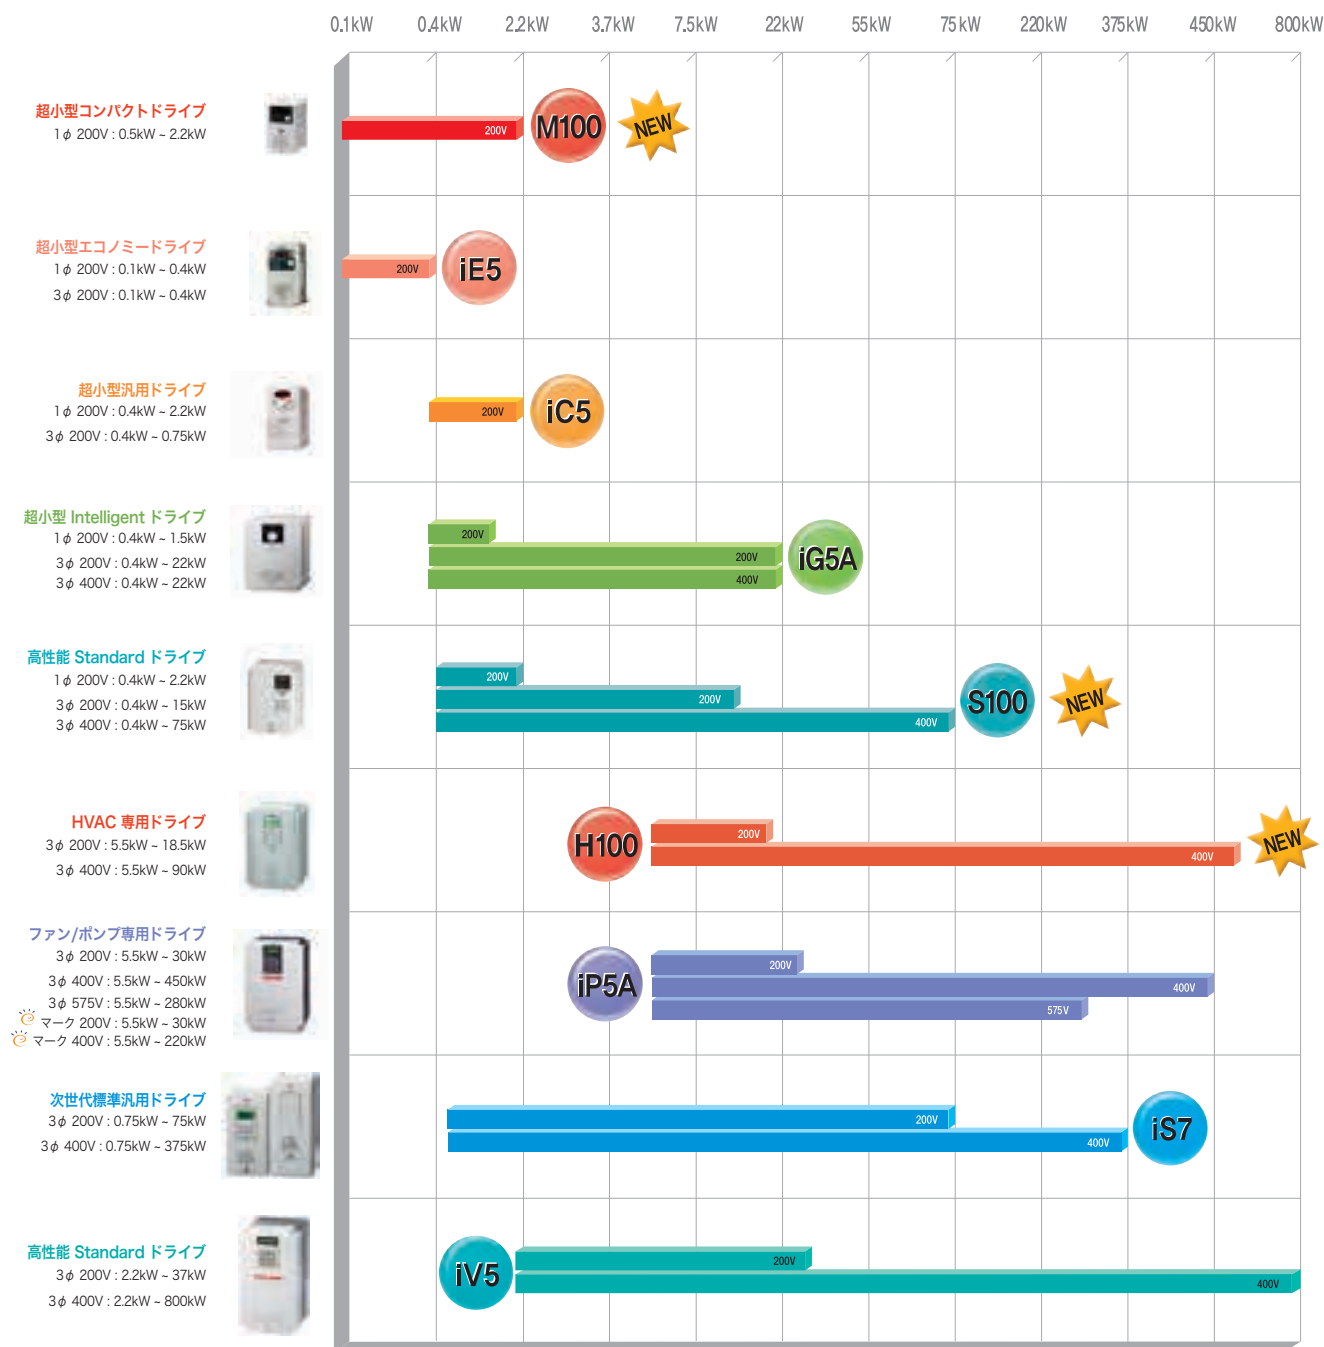 0.1kW 0.4kW 2.2kW 3.7kW 7.5kW 22kW 55kW 75kW 220kW 375kW 450kW 800kW
超小型コンパクトドライブ
1φ 200V : 0.5kW ~ 2.2kW
200V
M100
NEW
超小型エコノミードライブ
1φ 200V : 0.1kW ~ 0.4kW
3φ 200V : 0.1kW ~ 0.4kW
200V
iE5
超小型汎用ドライブ
1φ 200V : 0.4kW ~ 2.2kW
3φ 200V : 0.4kW ~ 0.75kW
200V
iC5
超小型 Intelligent ドライブ
1φ 200V : 0.4kW ~ 1.5kW
3φ 200V : 0.4kW ~ 22kW
3φ 400V : 0.4kW ~ 22kW
200V
200V
400V
iG5A
高性能 Standard ドライブ
1φ 200V : 0.4kW ~ 2.2kW
3φ 200V : 0.4kW ~ 15kW
3φ 400V : 0.4kW ~ 75kW
200V
200V
400V
S100
NEW
HVAC 専用ドライブ
3φ 200V : 5.5kW ~ 18.5kW
3φ 400V : 5.5kW ~ 90kW
H100
200V
400V
NEW
ファン/ポンプ専用ドライブ
3φ 200V : 5.5kW ~ 30kW
3φ 400V : 5.5kW ~ 450kW
3φ 575V : 5.5kW ~ 280kW
マーク 200V : 5.5kW ~ 30kW
マーク 400V : 5.5kW ~ 220kW
iP5A
200V
400V
575V
次世代標準汎用ドライブ
3φ 200V : 0.75kW ~ 75kW
3φ 400V : 0.75kW ~ 375kW
200V
400V
iS7
高性能 Standard ドライブ
3φ 200V : 2.2kW ~ 37kW
3φ 400V : 2.2kW ~ 800kW
iV5
200V
400V